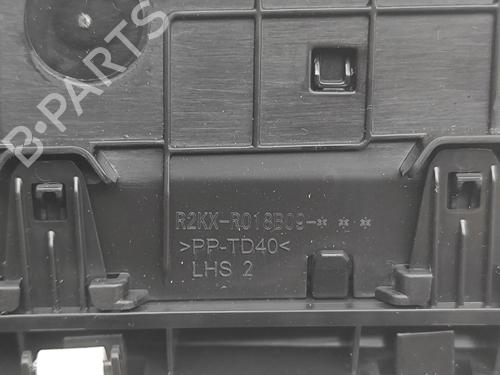 B-PARTS
R2KX-R018B09-***
>PP-TD40<
LHS 2